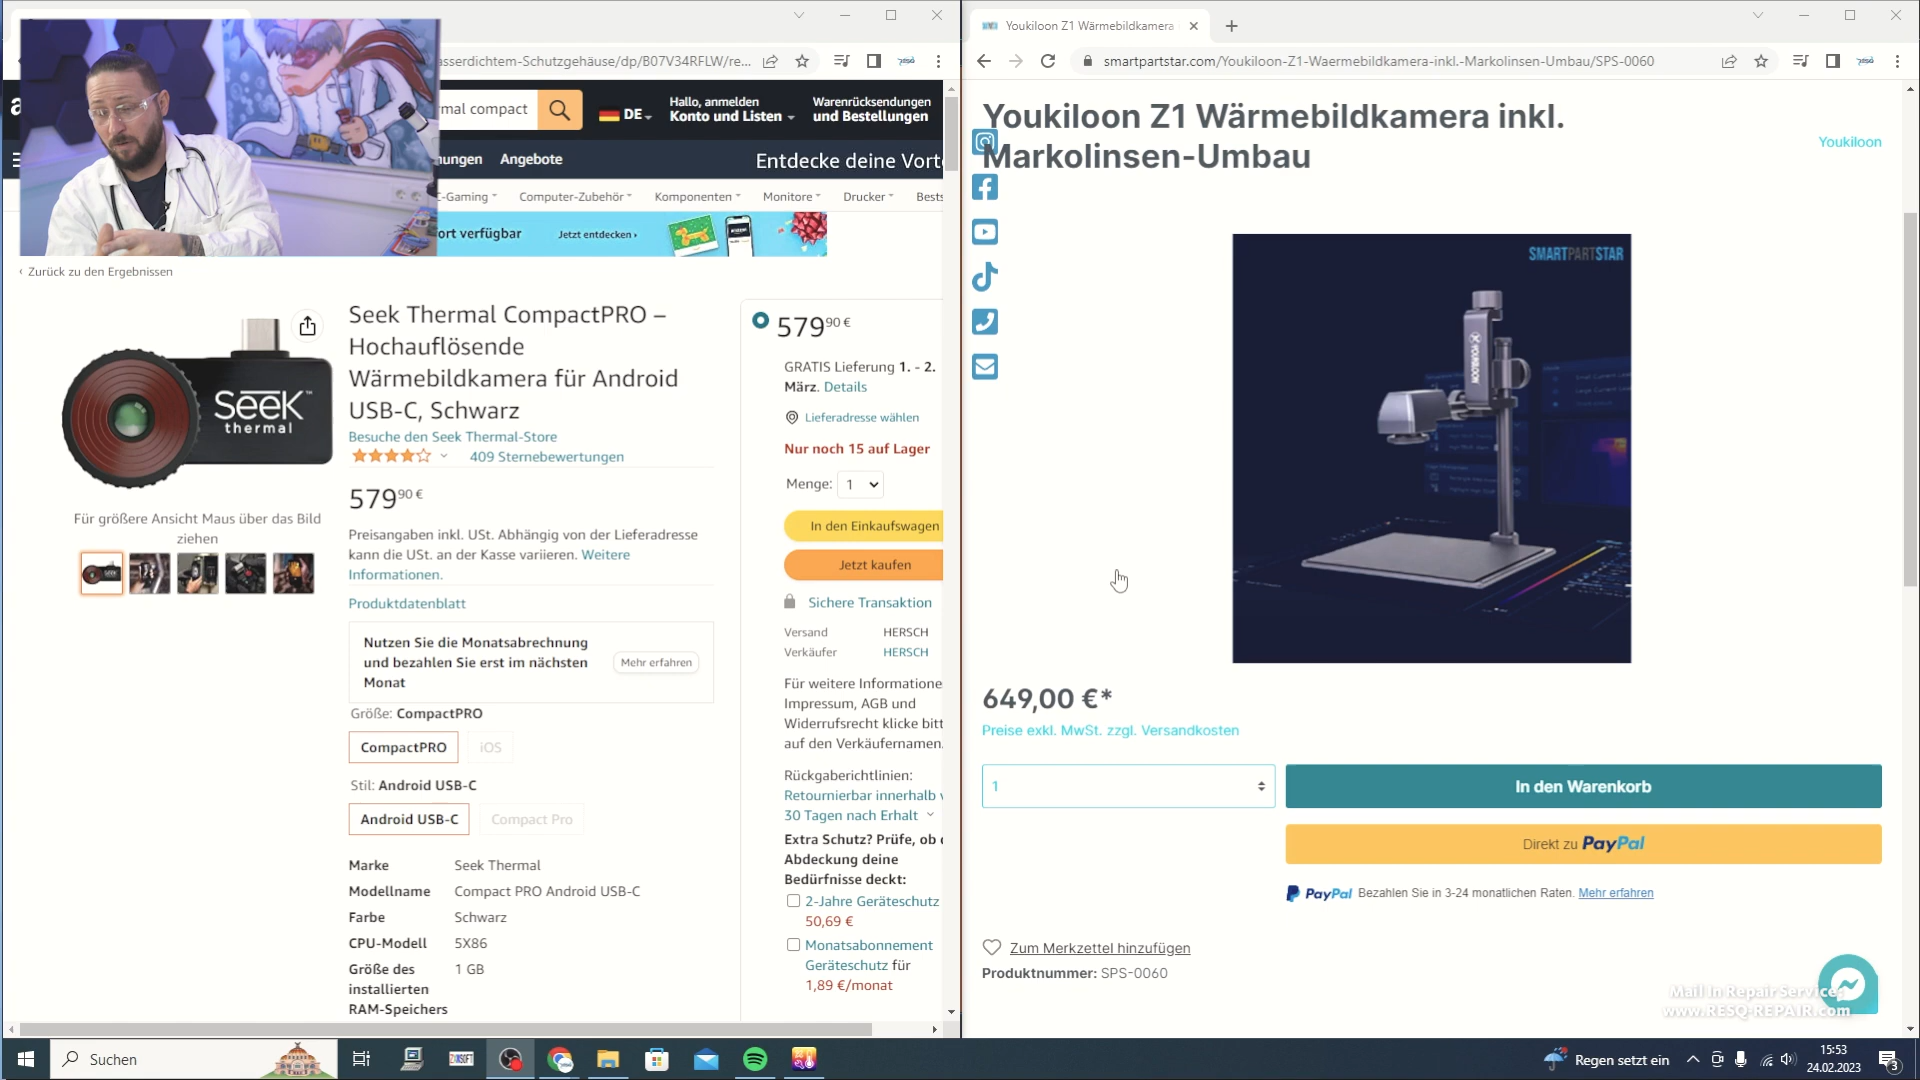 asserdichtem-Schutzgehäuse/dp/B07V34RFLW/re...
mal compact
DE
Hallo, anmelden
Konto und Listen
Warenrücksendungen
und Bestellungen
Angebote
Entdecke deine Vort
C-Gaming
Computer-Zubehör
Komponenten
Monitore
Drucker
Bests
ort verfügbar
Jetzt entdecken ›
‹ Zurück zu den Ergebnissen
Seek
thermal
Für größere Ansicht Maus über das Bild
ziehen
Seek Thermal CompactPRO –
Hochauflösende
Wärmebildkamera für Android
USB-C, Schwarz
Besuche den Seek Thermal-Store
409 Sternebewertungen
579 90 €
Preisangaben inkl. USt. Abhängig von der Lieferadresse
kann die USt. an der Kasse variieren. Weitere
Informationen.
Produktdatenblatt
Nutzen Sie die Monatsabrechnung
und bezahlen Sie erst im nächsten
Monat
Mehr erfahren
Größe: CompactPRO
CompactPRO
iOS
Stil: Android USB-C
Android USB-C
Compact Pro
Marke Seek Thermal
Modellname Compact PRO Android USB-C
Farbe Schwarz
CPU-Modell 5X86
Größe des 1 GB
installierten
RAM-Speichers
579 90 €
GRATIS Lieferung 1. - 2.
März. Details
Lieferadresse wählen
Nur noch 15 auf Lager
Menge: 1
In den Einkaufswagen
Jetzt kaufen
Sichere Transaktion
Versand HERSCH
Verkäufer HERSCH
Für weitere Informatione
Impressum, AGB und
Widerrufsrecht klicke bitt
auf den Verkäufernamen.
Rückgaberichtlinien:
Retournierbar innerhalb v
30 Tagen nach Erhalt
Extra Schutz? Prüfe, ob d
Abdeckung deine
Bedürfnisse deckt:
2-Jahre Geräteschutz
50,69 €
Monatsabonnement
Geräteschutz für
1,89 €/monat
Youkiloon Z1 Wärmebildkamera
smartpartstar.com/Youkiloon-Z1-Waermebildkamera-inkl.-Markolinsen-Umbau/SPS-0060
Youkiloon Z1 Wärmebildkamera inkl.
Markolinsen-Umbau
Youkiloon
SMARTPARTSTAR
YOUKILOON
649,00 €*
Preise exkl. MwSt. zzgl. Versandkosten
1
In den Warenkorb
Direkt zu PayPal
PayPal Bezahlen Sie in 3-24 monatlichen Raten. Mehr erfahren
Zum Merkzettel hinzufügen
Produktnummer: SPS-0060
Mail In Repair Service:
www.RESQ-REPAIR.com
Suchen
Regen setzt ein
15:53
24.02.2023
3